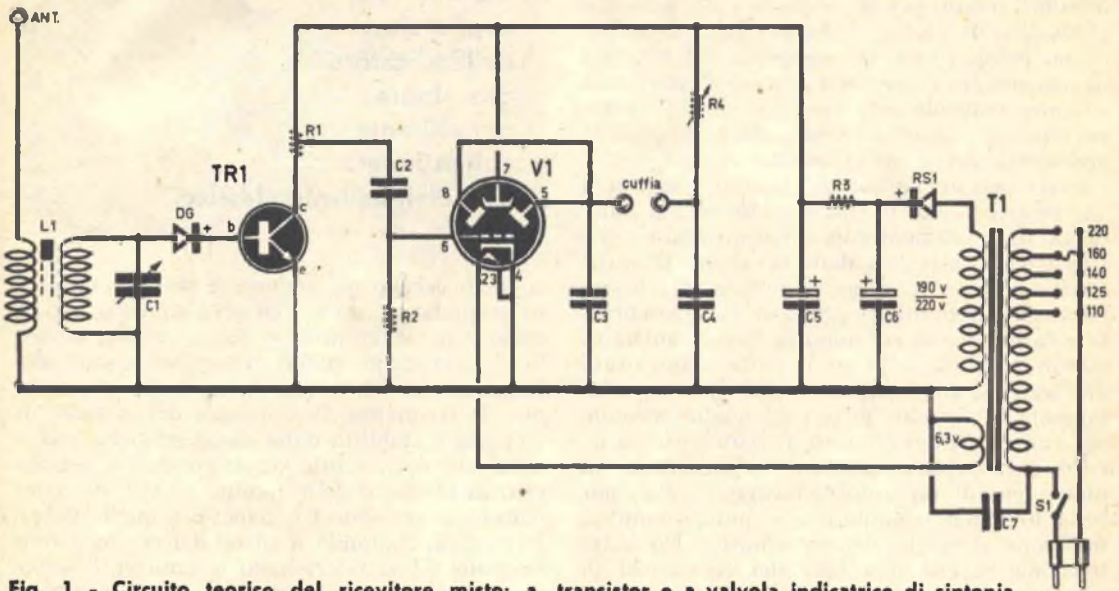 ANT.
L1
C1
DG
+
b
TR1
c
e
R1
C2
R2
V1
7
8
5
6
2 3
4
cuffia
R4
C3
C4
+
C5
+
C6
R3
RS1
+
T1
220
160
140
125
110
190 v
220 v
6,3 v
C7
S1
Fig. 1 - Circuito teorico del ricevitore misto: a transistor e a valvola indicatrice di sintonia.